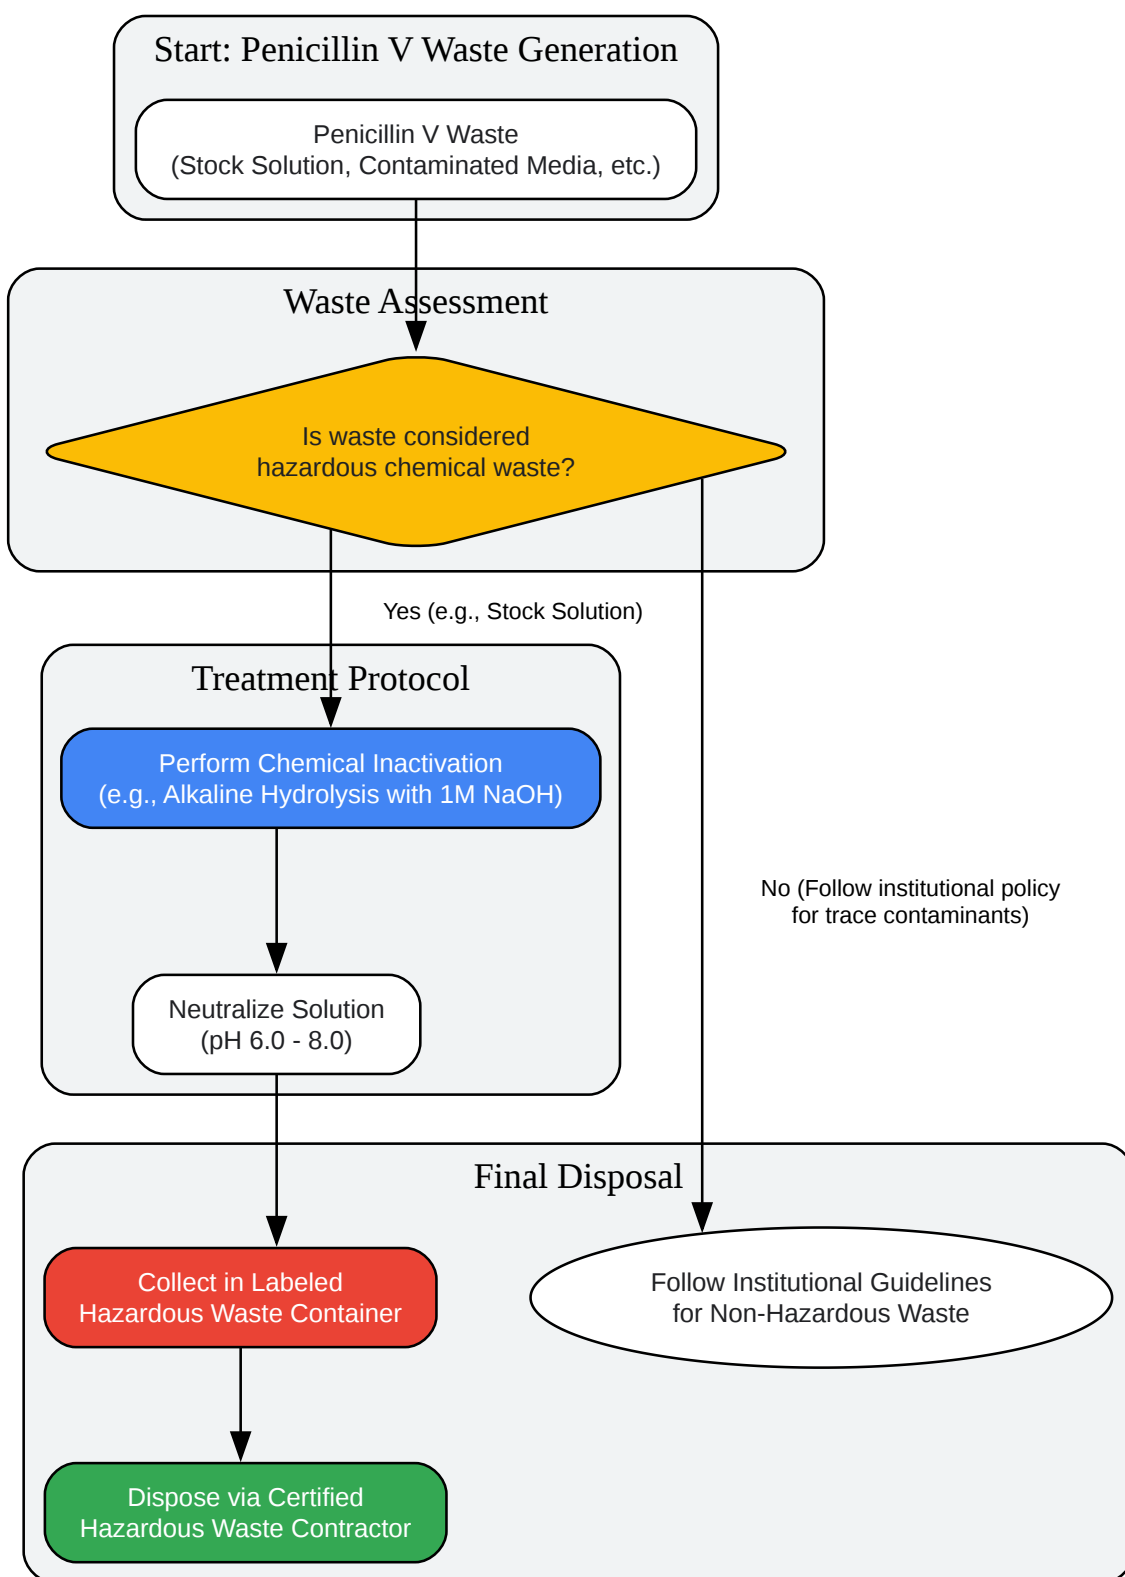 Start: Penicillin V Waste Generation
Penicillin V Waste
(Stock Solution, Contaminated Media, etc.)
Waste Assessment
Is waste considered
hazardous chemical waste?
Yes (e.g., Stock Solution)
Treatment Protocol
Perform Chemical Inactivation
(e.g., Alkaline Hydrolysis with 1M NaOH)
No (Follow institutional policy
for trace contaminants)
Neutralize Solution
(pH 6.0 - 8.0)
Final Disposal
Collect in Labeled
Hazardous Waste Container
Follow Institutional Guidelines
for Non-Hazardous Waste
Dispose via Certified
Hazardous Waste Contractor